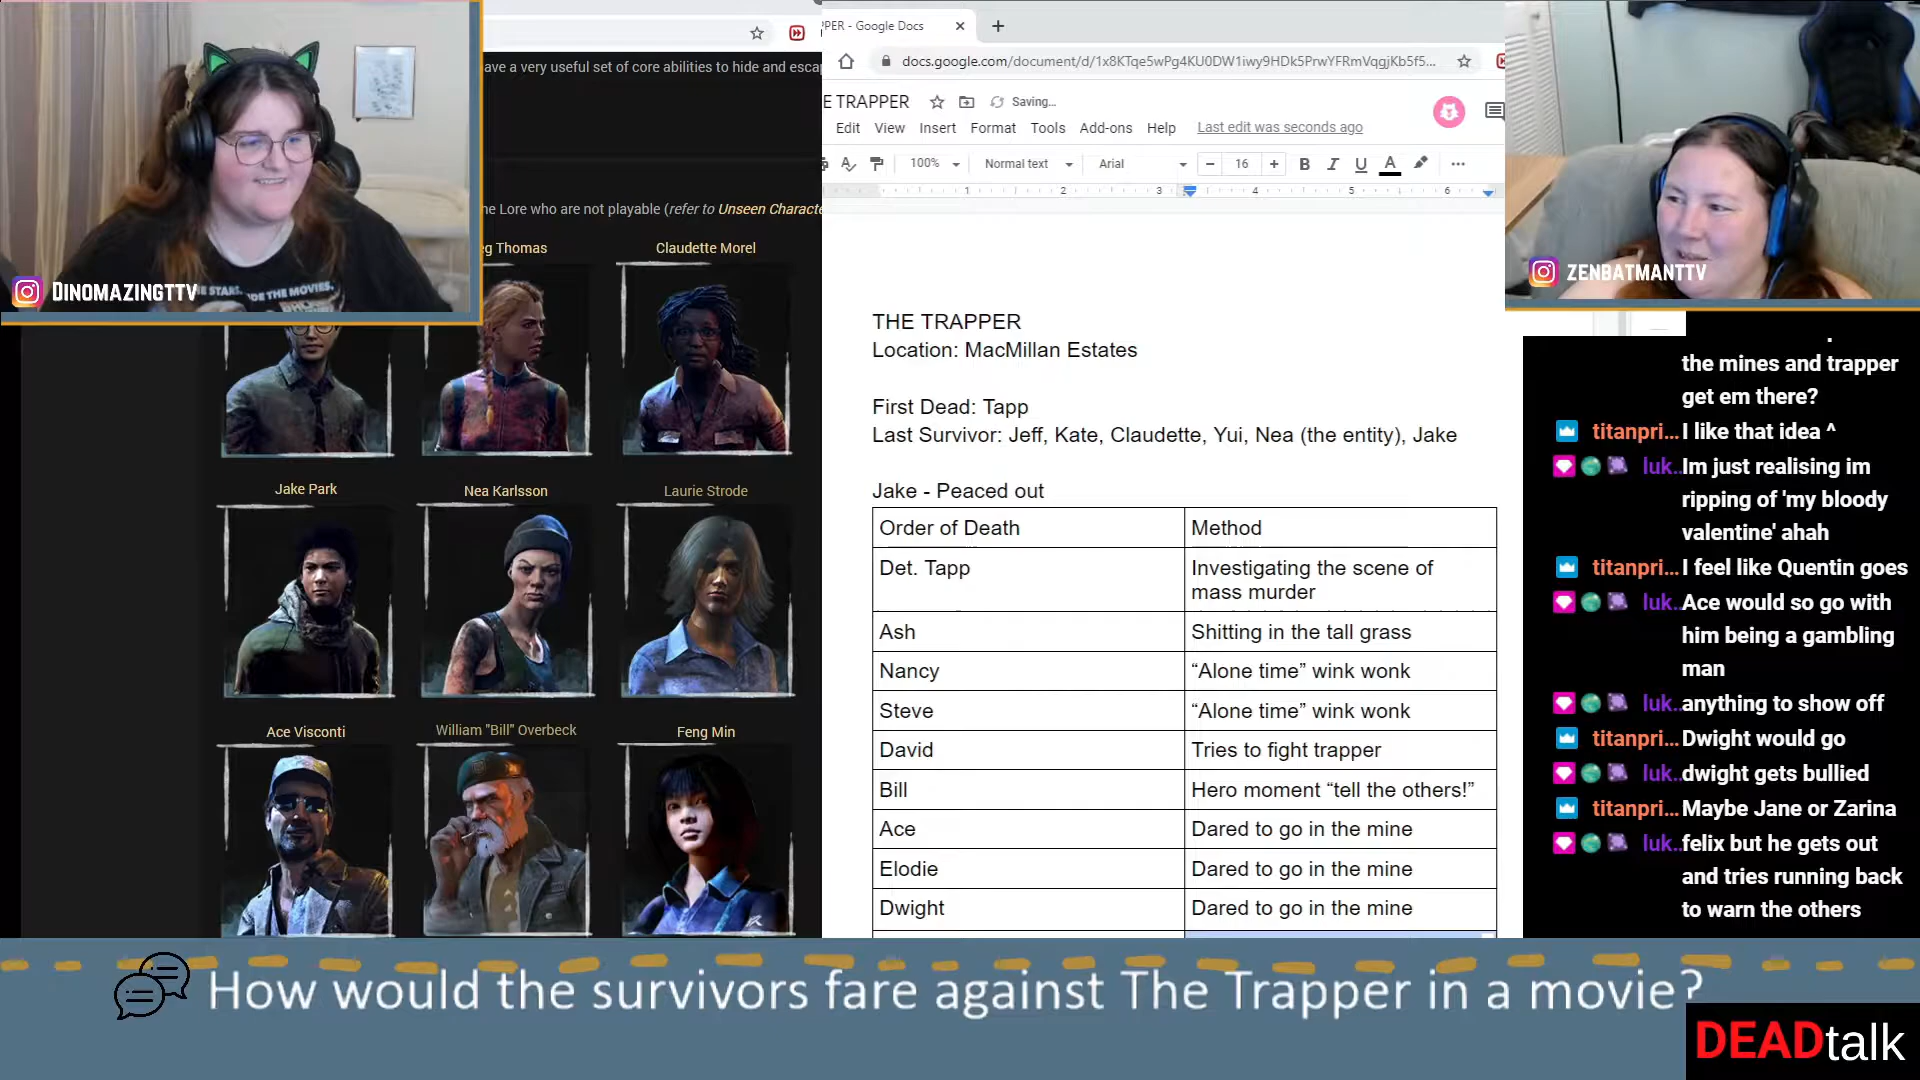 ave a very useful set of core abilities to hide and escap
he Lore who are not playable (refer to Unseen Characte
DINOMAZINGTTV
g Thomas
Claudette Morel
Jake Park
Nea Karlsson
Laurie Strode
Ace Visconti
William "Bill" Overbeck
Feng Min
PPER - Google Docs
docs.google.com/document/d/1x8KTqe5wPg4KU0DW1iwy9HDk5PrwYFRmVqgjKb5f5...
E TRAPPER
Saving...
Edit View Insert Format Tools Add-ons Help Last edit was seconds ago
100% Normal text Arial 16 B I U A
1 2 3 4 5 6
THE TRAPPER
Location: MacMillan Estates
First Dead: Tapp
Last Survivor: Jeff, Kate, Claudette, Yui, Nea (the entity), Jake
Jake - Peaced out
Order of Death Method
Det. Tapp Investigating the scene of
mass murder
Ash Shitting in the tall grass
Nancy “Alone time” wink wonk
Steve “Alone time” wink wonk
David Tries to fight trapper
Bill Hero moment “tell the others!”
Ace Dared to go in the mine
Elodie Dared to go in the mine
Dwight Dared to go in the mine
ZENBATMANTTV
the mines and trapper
get em there?
titanpri... I like that idea ^
luk.. Im just realising im
ripping of 'my bloody
valentine' ahah
titanpri... I feel like Quentin goes
luk.. Ace would so go with
him being a gambling
man
luk.. anything to show off
titanpri... Dwight would go
luk.. dwight gets bullied
titanpri... Maybe Jane or Zarina
luk.. felix but he gets out
and tries running back
to warn the others
How would the survivors fare against The Trapper in a movie?
DEADtalk